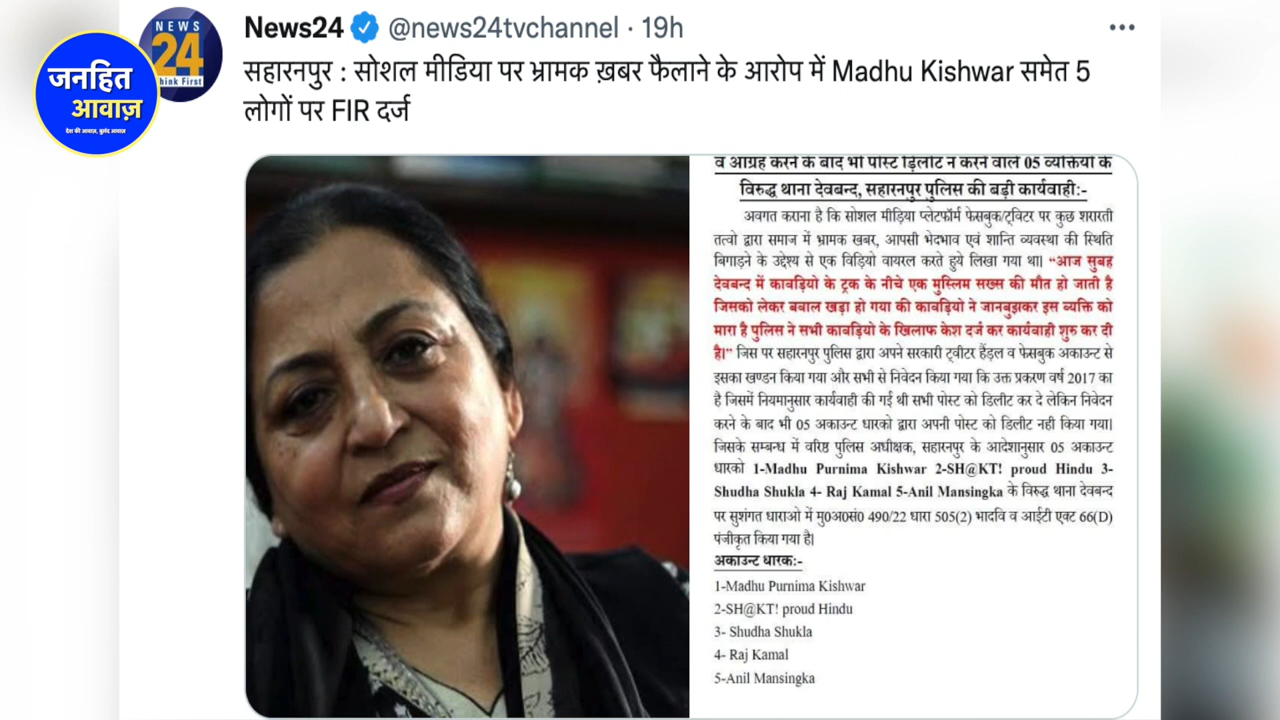 जनहित
आवाज़
देश की आवाज़, बुलंद आवाज़
NEWS
24
Think First
News24 @news24tvchannel · 19h
सहारनपुर : सोशल मीडिया पर भ्रामक ख़बर फैलाने के आरोप में Madhu Kishwar समेत 5
लोगों पर FIR दर्ज
व आग्रह करने के बाद भी पोस्ट डिलीट न करने वाले 05 व्यक्तियों के
विरुद्ध थाना देवबन्द, सहारनपुर पुलिस की बड़ी कार्यवाही:-
अवगत कराना है कि सोशल मीडिया प्लेटफॉर्म फेसबुक/ट्विटर पर कुछ शरारती
तत्वो द्वारा समाज में भ्रामक खबर, आपसी भेदभाव एवं शान्ति व्यवस्था की स्थिति
बिगाड़ने के उद्देश्य से एक विडियो वायरल करते हुये लिखा गया था। "आज सुबह
देवबन्द में कावड़ियो के ट्रक के नीचे एक मुस्लिम सख्स की मौत हो जाती है
जिसको लेकर बबाल खड़ा हो गया की कावड़ियो ने जानबुझकर इस व्यक्ति को
मारा है पुलिस ने सभी कावड़ियो के खिलाफ केश दर्ज कर कार्यवाही शुरु कर दी
है।" जिस पर सहारनपुर पुलिस द्वारा अपने सरकारी ट्वीटर हैंडल व फेसबुक अकाउन्ट से
इसका खण्डन किया गया और सभी से निवेदन किया गया कि उक्त प्रकरण वर्ष 2017 का
है जिसमें नियमानुसार कार्यवाही की गई थी सभी पोस्ट को डिलीट कर दे लेकिन निवेदन
करने के बाद भी 05 अकाउन्ट धारको द्वारा अपनी पोस्ट को डिलीट नही किया गया।
जिसके सम्बन्ध में वरिष्ठ पुलिस अधीक्षक, सहारनपुर के आदेशानुसार 05 अकाउन्ट
धारको 1-Madhu Purnima Kishwar 2-SH@KT! proud Hindu 3-
Shudha Shukla 4- Raj Kamal 5-Anil Mansingka के विरुद्ध थाना देवबन्द
पर सुशंगत धाराओ में मु0अ0सं0 490/22 धारा 505(2) भादवि व आईटी एक्ट 66(D)
पंजीकृत किया गया है।
अकाउन्ट धारक:-
1-Madhu Purnima Kishwar
2-SH@KT! proud Hindu
3- Shudha Shukla
4- Raj Kamal
5-Anil Mansingka